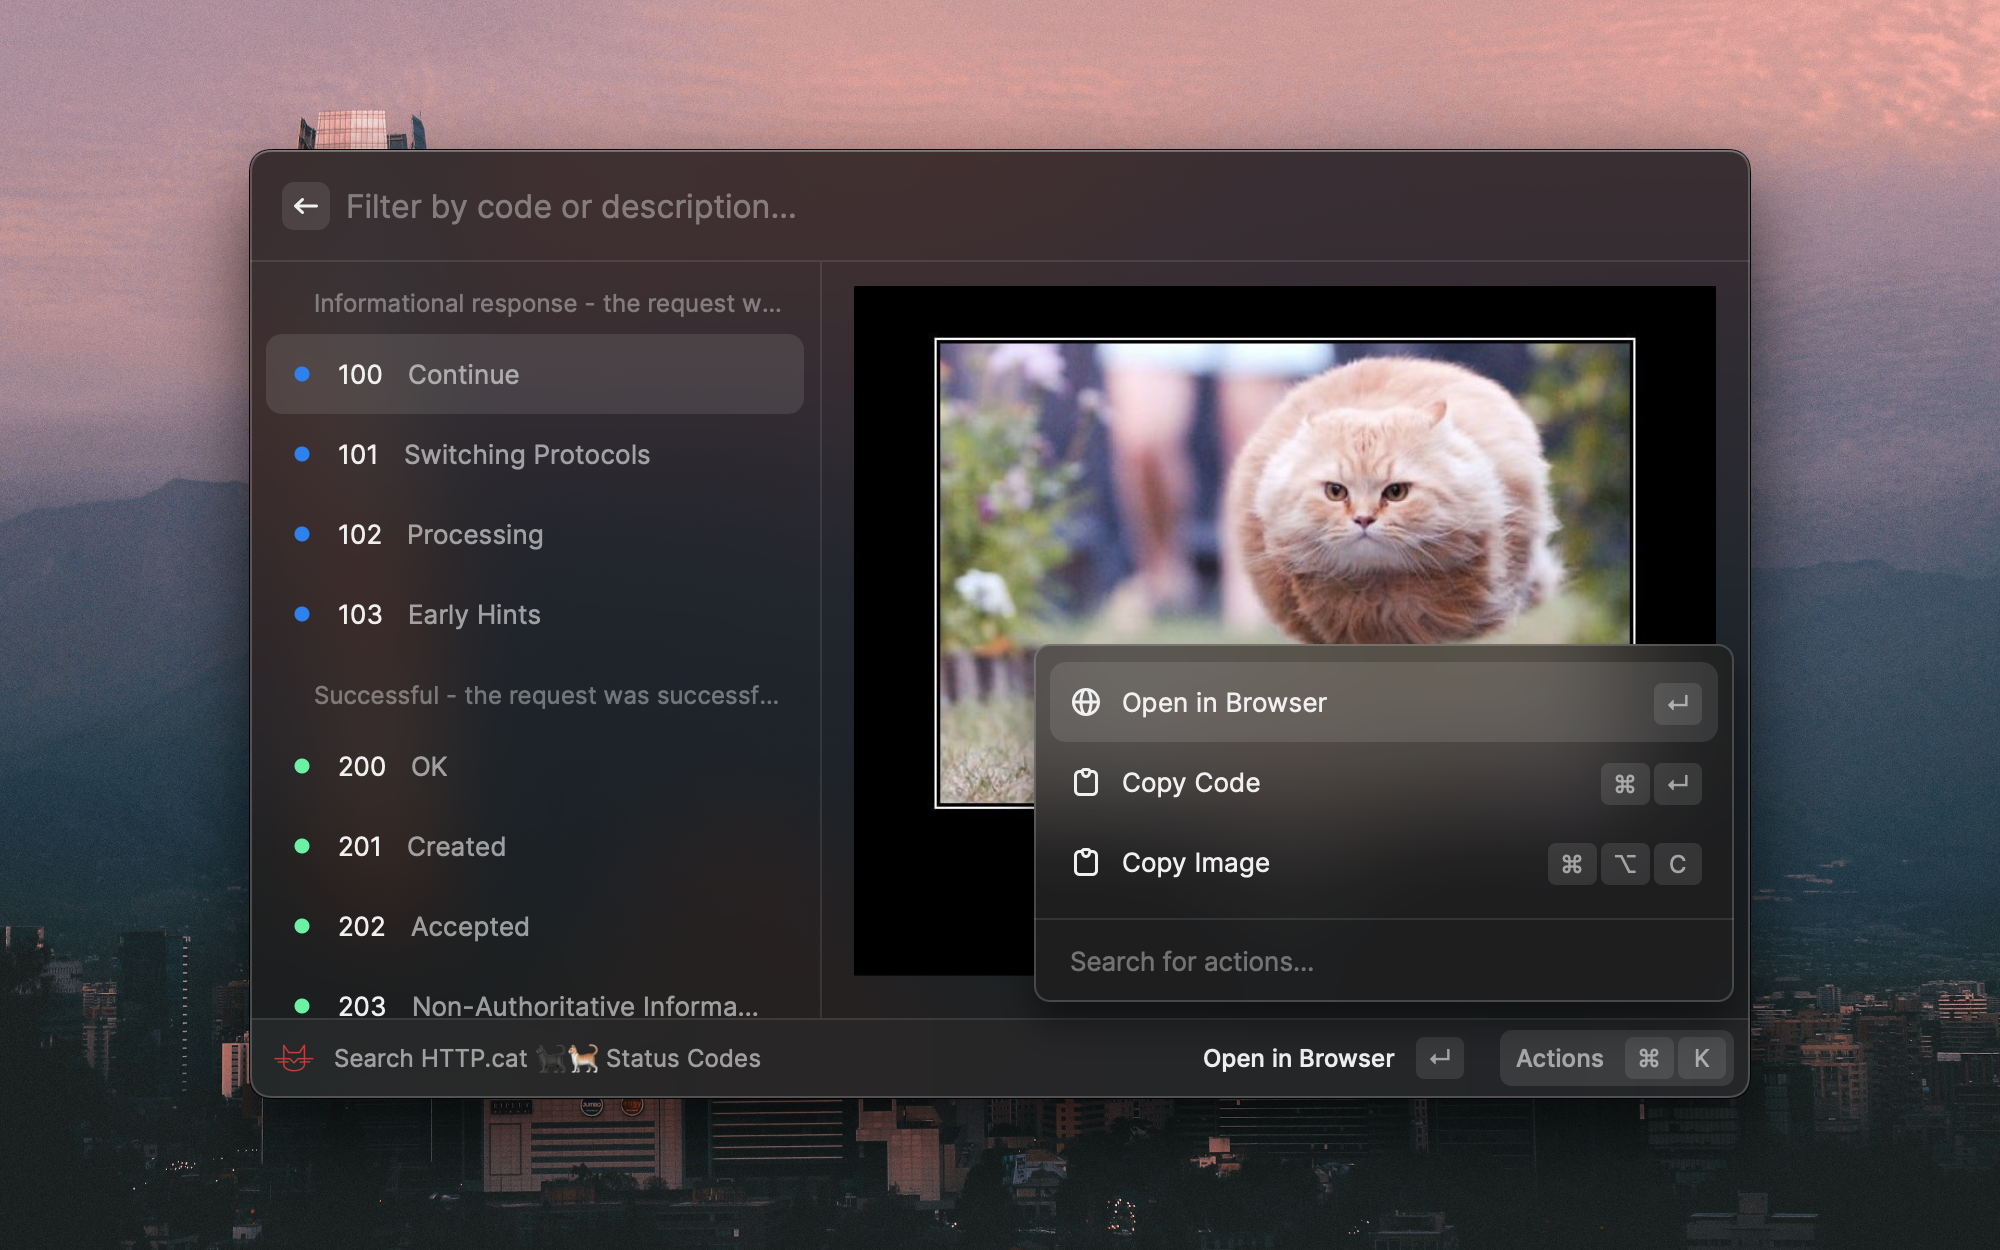 Filter by code or description...
Informational response - the request w...
100 Continue
101 Switching Protocols
102 Processing
103 Early Hints
Successful - the request was successf...
200 OK
201 Created
202 Accepted
203 Non-Authoritative Informa...
Open in Browser ↵
Copy Code ⌘ ↵
Copy Image ⌘ ⌥ C
Search for actions...
Search HTTP.cat 🐈‍⬛🐈 Status Codes
Open in Browser ↵
Actions ⌘ K
JUMBO